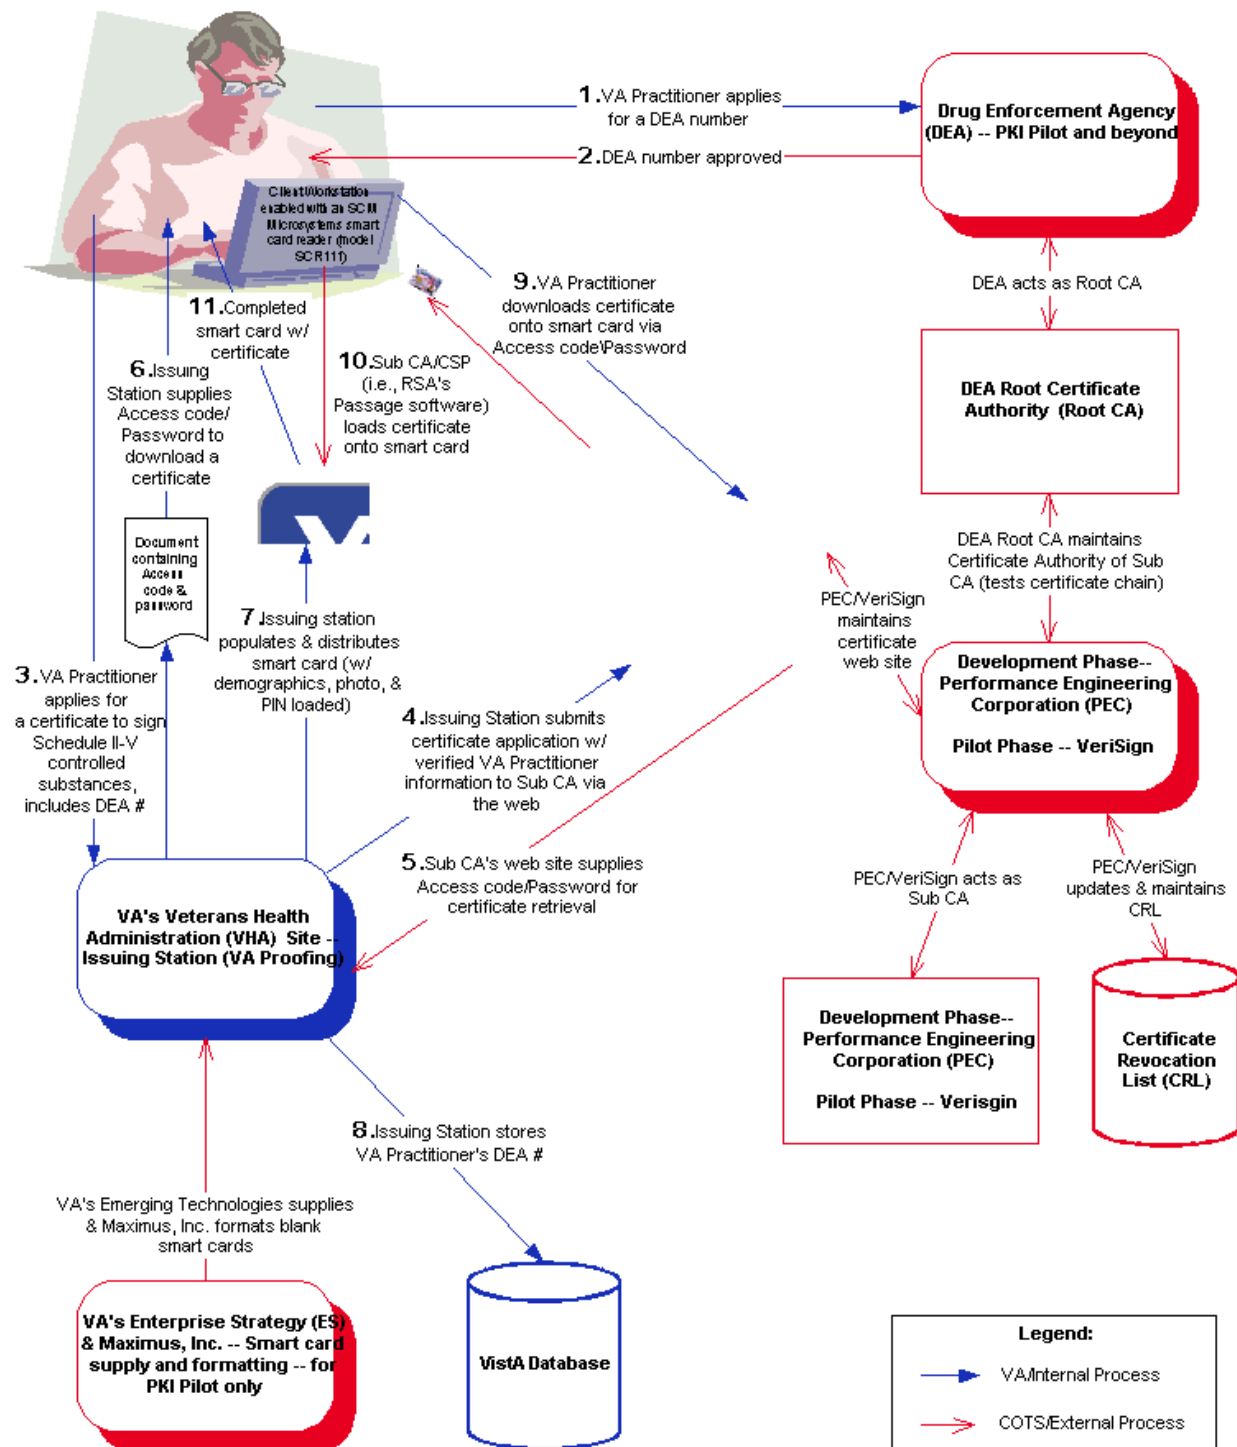 1.VA Practitioner applies
for a DEA number
2.DEA number approved
Drug Enforcement Agency
(DEA) -- PKI Pilot and beyond
Client Workstation
enabled with an SCM
Microsystems smart
card reader (model
SCR111)
DEA acts as Root CA
9.VA Practitioner
downloads certificate
onto smart card via
Access code\Password
11.Completed
smart card w/
certificate
10.Sub CA/CSP
(i.e., RSA's
Passage software)
loads certificate
onto smart card
6.Issuing
Station supplies
Access code/
Password to
download a
certificate
DEA Root Certificate
Authority (Root CA)
Document
containing
Access
code &
password
DEA Root CA maintains
Certificate Authority of Sub
CA (tests certificate chain)
PEC/VeriSign
maintains
certificate
web site
7.Issuing station
populates & distributes
smart card (w/
demographics, photo, &
PIN loaded)
3.VA Practitioner
applies for
a certificate to sign
Schedule II-V
controlled
substances,
includes DEA #
Development Phase--
Performance Engineering
Corporation (PEC)
Pilot Phase -- VeriSign
4.Issuing Station submits
certificate application w/
verified VA Practitioner
information to Sub CA via
the web
5.Sub CA's web site supplies
Access code/Password for
certificate retrieval
PEC/VeriSign acts as
Sub CA
PEC/VeriSign
updates & maintains
CRL
VA's Veterans Health
Administration (VHA) Site --
Issuing Station (VA Proofing)
Development Phase--
Performance Engineering
Corporation (PEC)
Pilot Phase -- Verisgin
Certificate
Revocation
List (CRL)
8.Issuing Station stores
VA Practitioner's DEA #
VA's Emerging Technologies supplies
& Maximus, Inc. formats blank
smart cards
VA's Enterprise Strategy (ES)
& Maximus, Inc. -- Smart card
supply and formatting -- for
PKI Pilot only
VistA Database
Legend:
VA/Internal Process
COTS/External Process